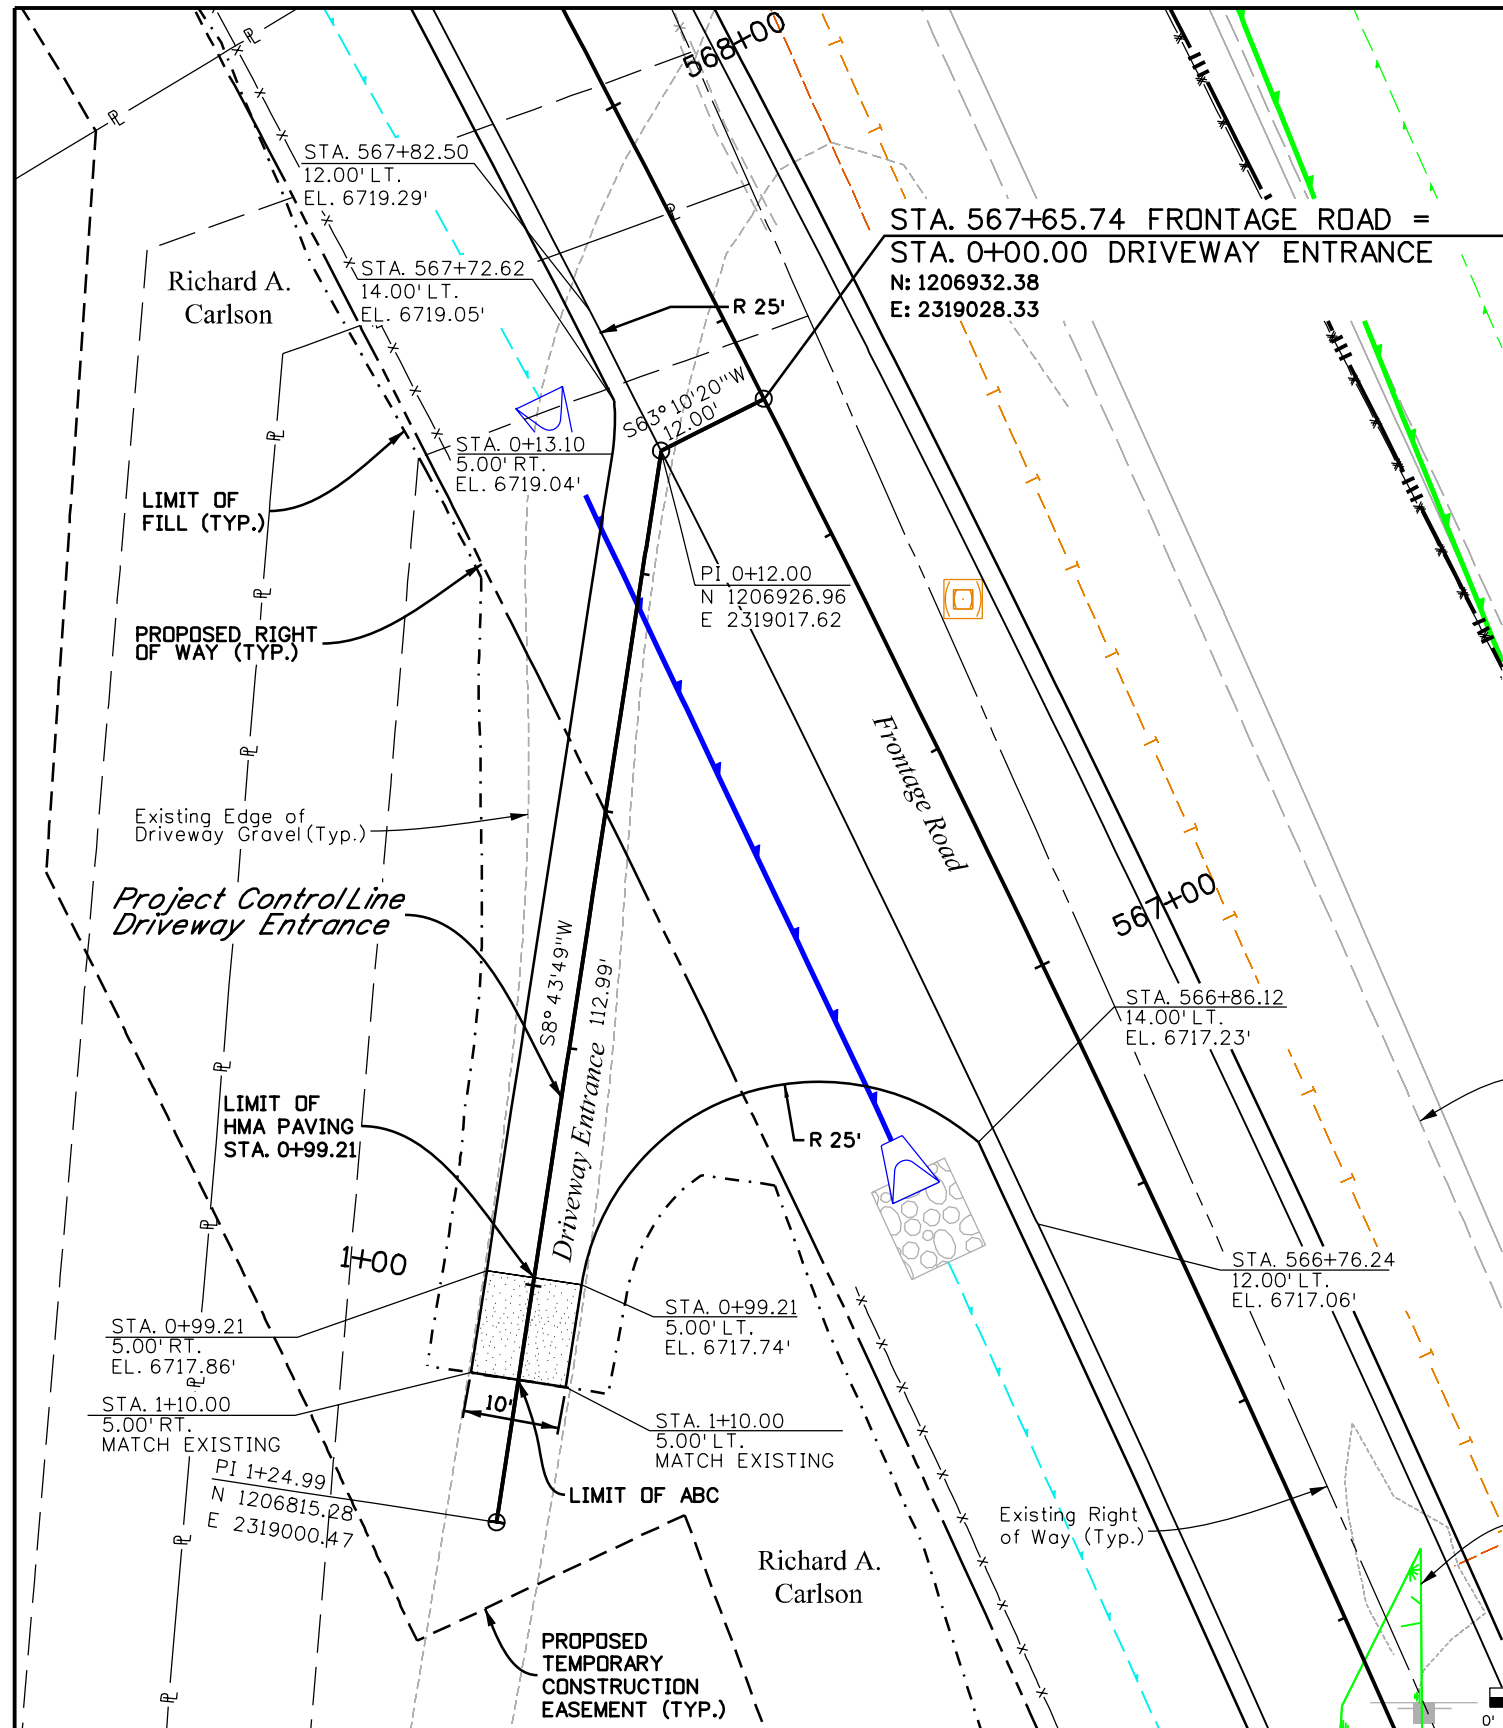 568+00
STA. 567+82.50
12.00' LT.
EL. 6719.29'
STA. 567+65.74 FRONTAGE ROAD =
STA. 0+00.00 DRIVEWAY ENTRANCE
N: 1206932.38
E: 2319028.33
Richard A.
Carlson
STA. 567+72.62
14.00' LT.
EL. 6719.05'
R 25'
S63° 10'20"W
12.00'
STA. 0+13.10
5.00' RT.
EL. 6719.04'
LIMIT OF
FILL (TYP.)
PI 0+12.00
N 1206926.96
E 2319017.62
PROPOSED RIGHT
OF WAY (TYP.)
Frontage Road
Existing Edge of
Driveway Gravel (Typ.)
Project Control Line
Driveway Entrance
567+00
S8° 43'49"W
112.99'
Driveway Entrance
STA. 566+86.12
14.00' LT.
EL. 6717.23'
LIMIT OF
HMA PAVING
STA. 0+99.21
R 25'
1+00
STA. 566+76.24
12.00' LT.
EL. 6717.06'
STA. 0+99.21
5.00' RT.
EL. 6717.86'
STA. 0+99.21
5.00' LT.
EL. 6717.74'
STA. 1+10.00
5.00' RT.
MATCH EXISTING
10'
STA. 1+10.00
5.00' LT.
MATCH EXISTING
PI 1+24.99
N 1206815.28
E 2319000.47
LIMIT OF ABC
Existing Right
of Way (Typ.)
Richard A.
Carlson
PROPOSED
TEMPORARY
CONSTRUCTION
EASEMENT (TYP.)
0'